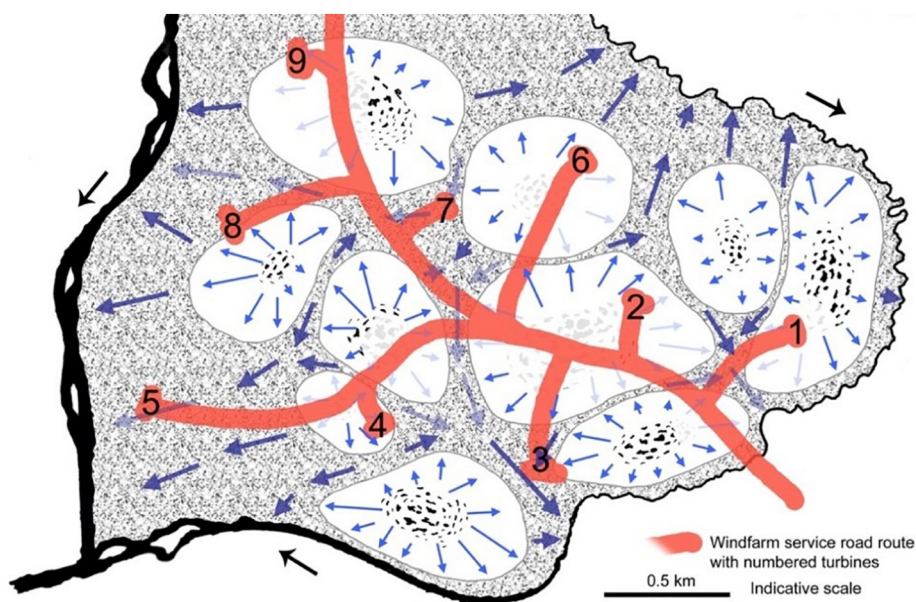 9
6
7
8
2
1
5
4
3
Windfarm service road route
with numbered turbines
0.5 km
Indicative scale